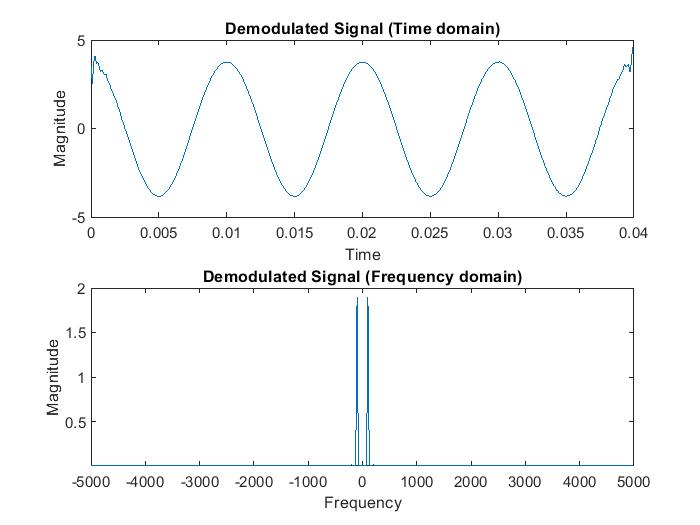 Demodulated Signal (Time domain)
5
0
-5
Magnitude
0 0.005 0.01 0.015 0.02 0.025 0.03 0.035 0.04
Time
Demodulated Signal (Frequency domain)
2
1.5
1
0.5
Magnitude
-5000 -4000 -3000 -2000 -1000 0 1000 2000 3000 4000 5000
Frequency